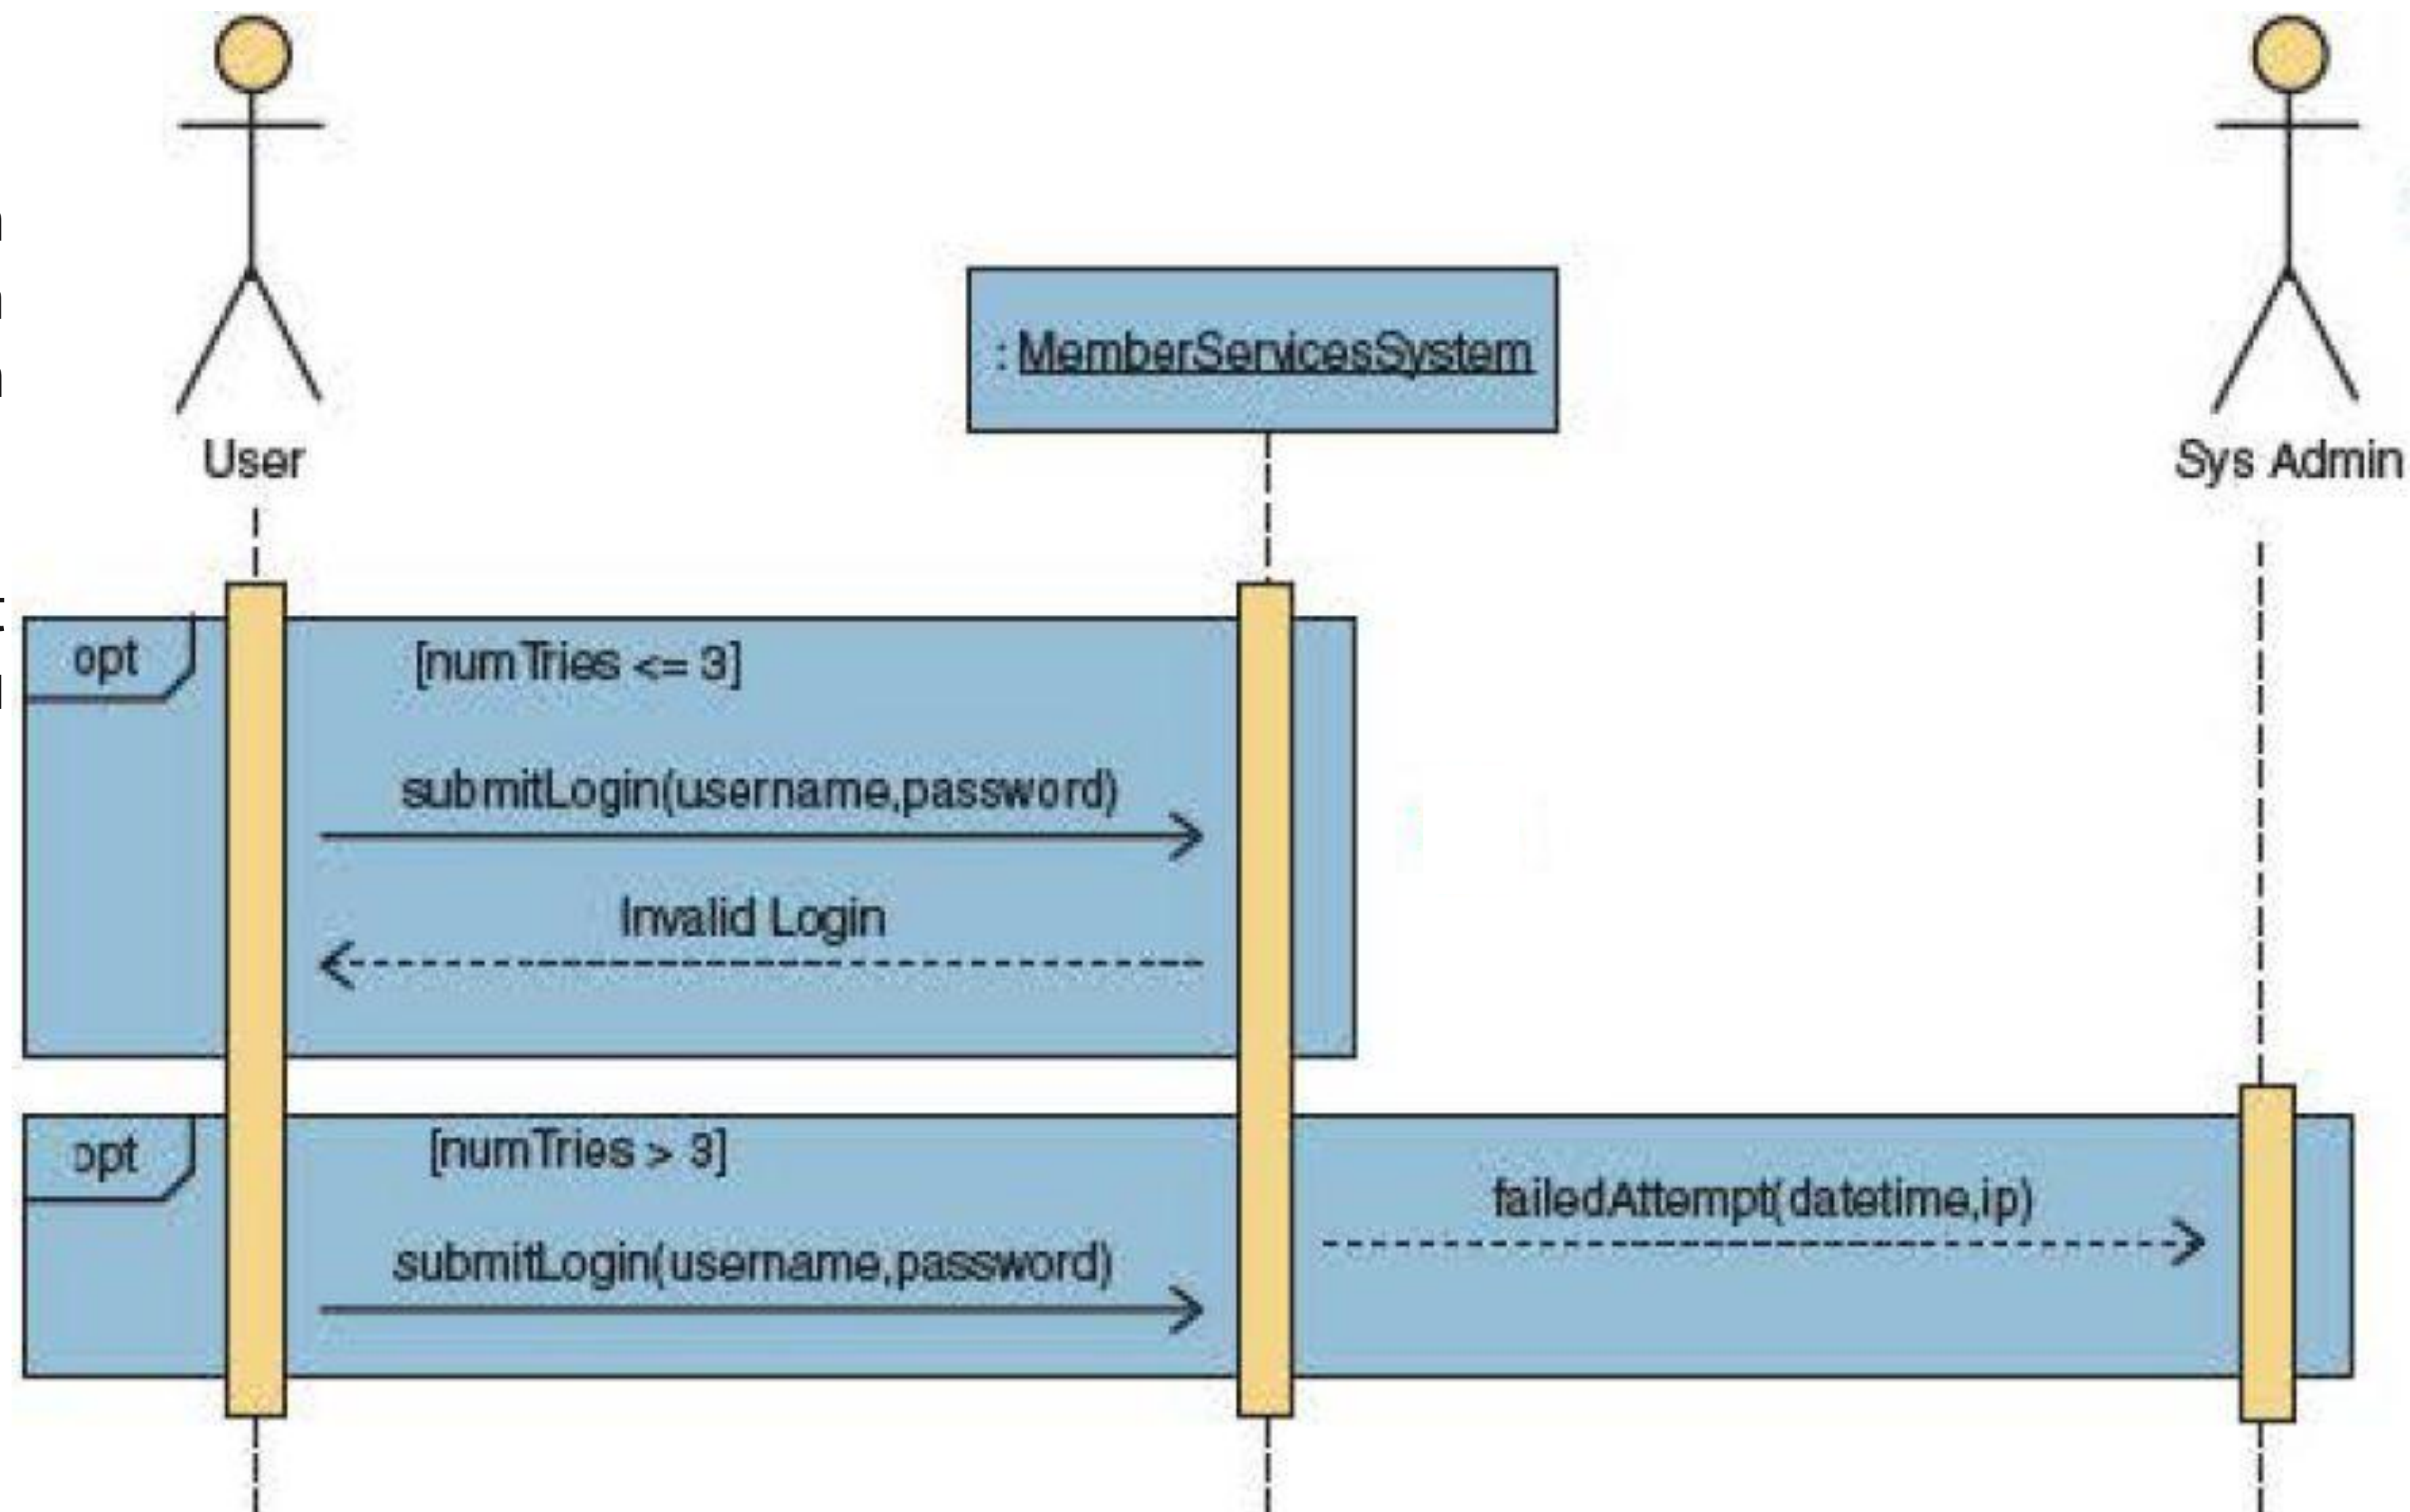 : MemberServicesSystem
User
Sys Admin
opt
[numTries <= 3]
submitLogin(username,password)
Invalid Login
opt
[numTries > 3]
failedAttempt(datetime,ip)
submitLogin(username,password)